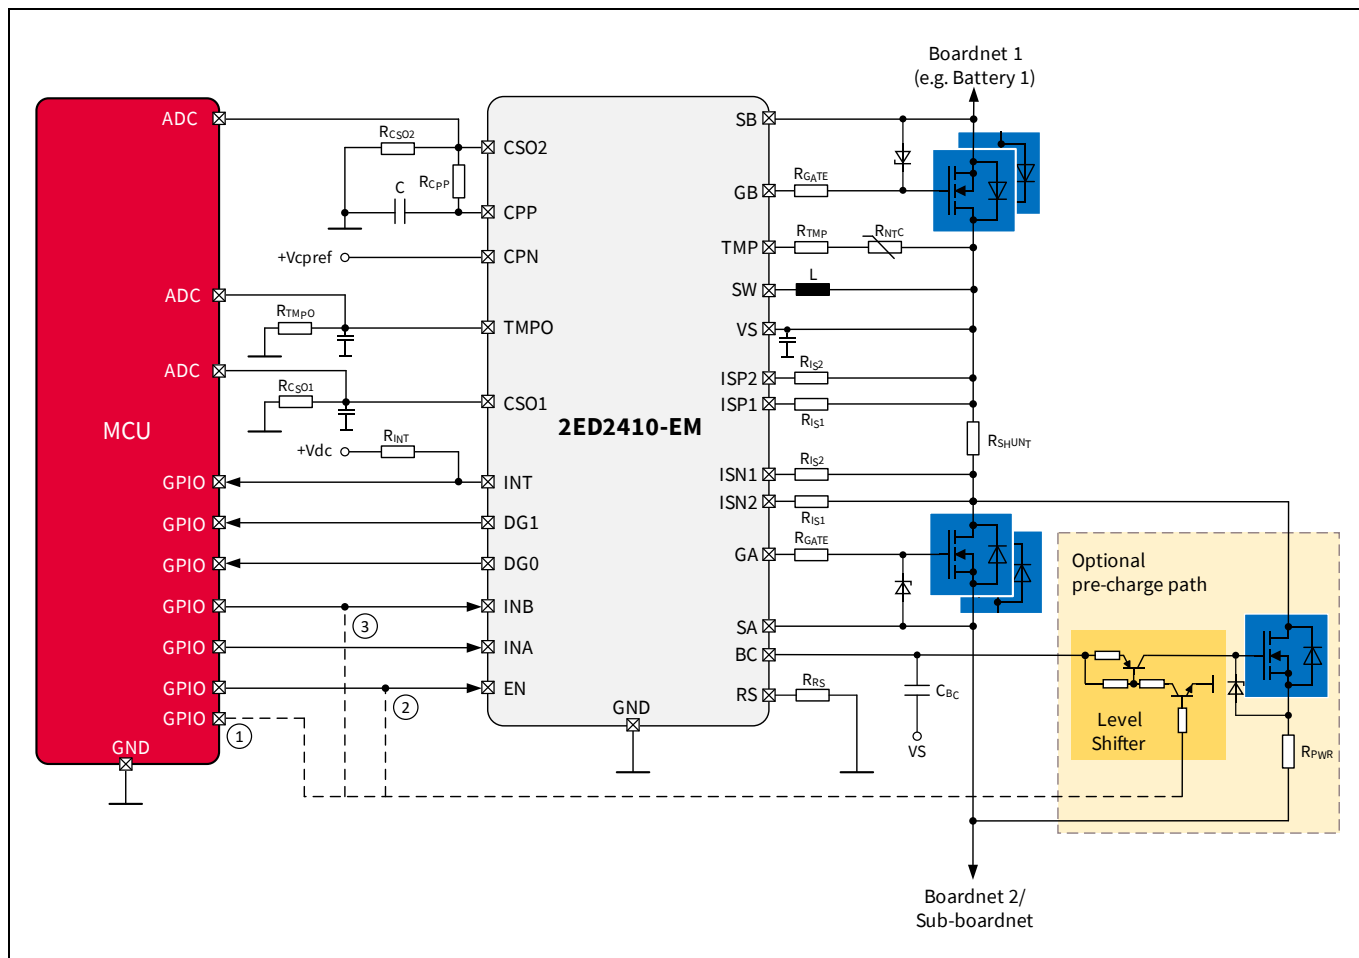 Boardnet 1
(e.g. Battery 1)
ADC
SB
RCSO2
CSO2
RCPP
C
RGATE
GB
CPP
RTMP
RNTC
TMP
+Vcpref
CPN
L
SW
ADC
RTMPO
TMPO
VS
RIS2
ISP2
ADC
RCSO1
CSO1
ISP1
RIS1
2ED2410-EM
MCU
+Vdc
RINT
RSHUNT
RIS2
ISN1
GPIO
INT
ISN2
RIS1
GPIO
DG1
RGATE
GA
Optional
pre-charge path
GPIO
DG0
GPIO
INB
3
SA
GPIO
INA
BC
GPIO
EN
2
RS
RRS
CBC
GPIO
1
GND
Level
Shifter
GND
VS
RPWR
Boardnet 2/
Sub-boardnet